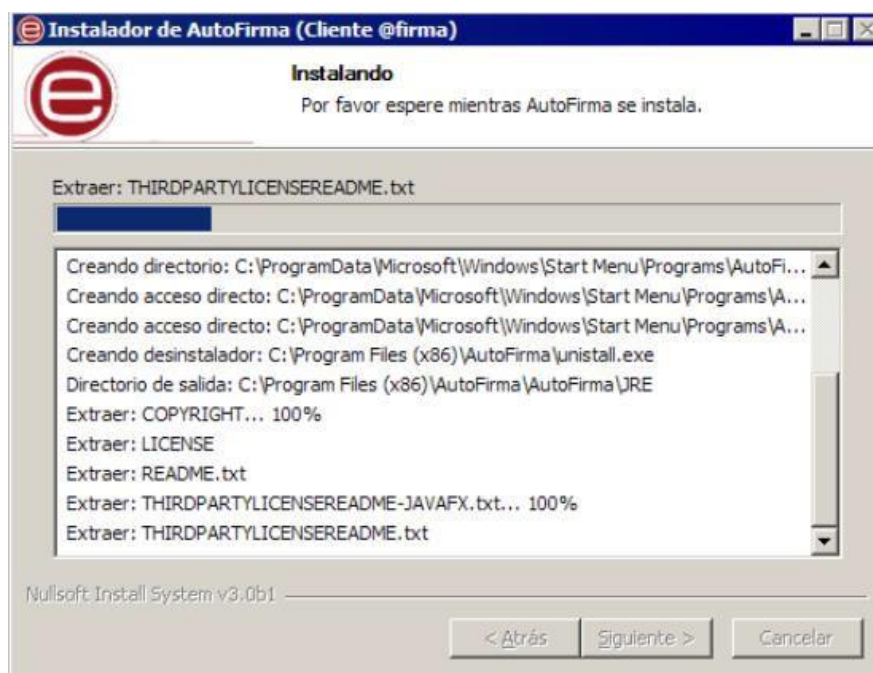 Instalador de AutoFirma (Cliente @firma)
Instalando
Por favor espere mientras AutoFirma se instala.
Extraer: THIRDPARTYLICENSEREADME.txt
Creando directorio: C:\ProgramData\Microsoft\Windows\Start Menu\Programs\AutoFi...
Creando acceso directo: C:\ProgramData\Microsoft\Windows\Start Menu\Programs\A...
Creando acceso directo: C:\ProgramData\Microsoft\Windows\Start Menu\Programs\A...
Creando desinstalador: C:\Program Files (x86)\AutoFirma\unistall.exe
Directorio de salida: C:\Program Files (x86)\AutoFirma\AutoFirma\JRE
Extraer: COPYRIGHT... 100%
Extraer: LICENSE
Extraer: README.txt
Extraer: THIRDPARTYLICENSEREADME-JAVAFX.txt... 100%
Extraer: THIRDPARTYLICENSEREADME.txt
Nullsoft Install System v3.0b1
< Atrás Siguiente > Cancelar